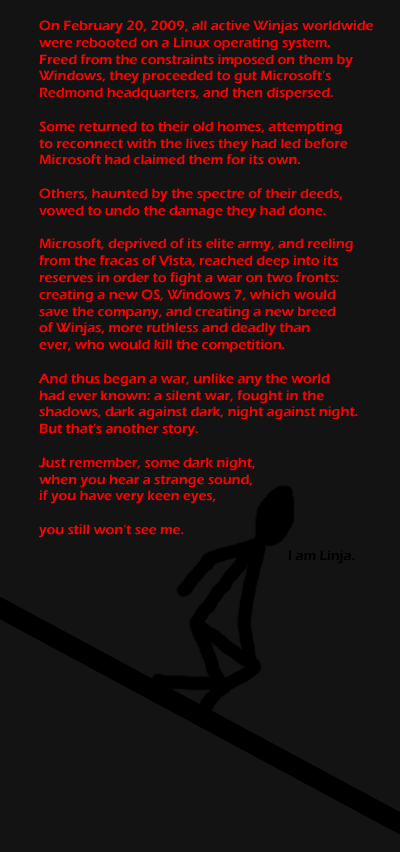 On February 20, 2009, all active Winjas worldwide
were rebooted on a Linux operating system.
Freed from the constraints imposed on them by
Windows, they proceeded to gut Microsoft's
Redmond headquarters, and then dispersed.
Some returned to their old homes, attempting
to reconnect with the lives they had led before
Microsoft had claimed them for its own.
Others, haunted by the spectre of their deeds,
vowed to undo the damage they had done.
Microsoft, deprived of its elite army, and reeling
from the fracas of Vista, reached deep into its
reserves in order to fight a war on two fronts:
creating a new OS, Windows 7, which would
save the company, and creating a new breed
of Winjas, more ruthless and deadly than
ever, who would kill the competition.
And thus began a war, unlike any the world
had ever known: a silent war, fought in the
shadows, dark against dark, night against night.
But that's another story.
Just remember, some dark night,
when you hear a strange sound,
if you have very keen eyes,
you still won't see me.
I am Linja.